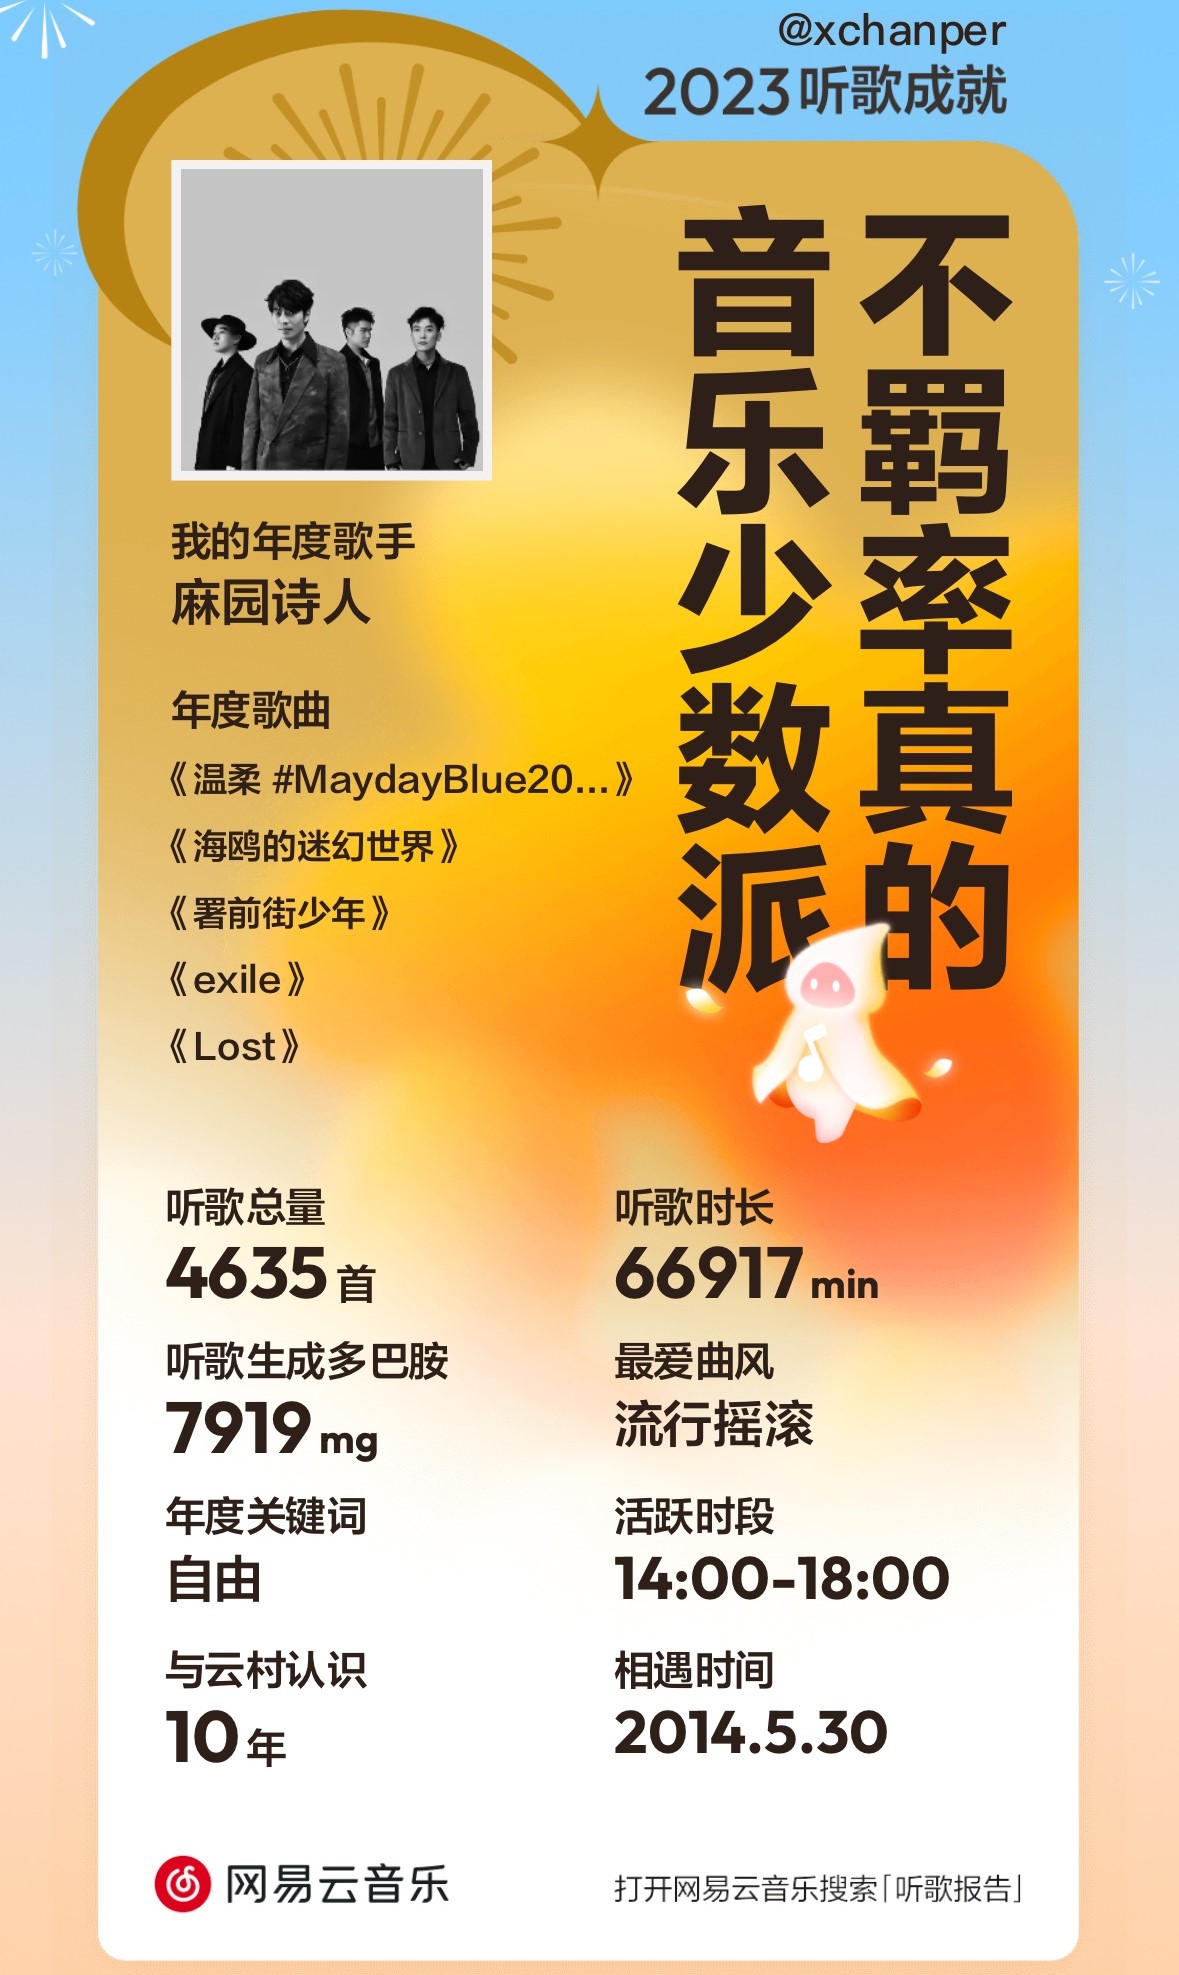 @xchanper
2023听歌成就
不羁率真的
音乐少数派
我的年度歌手
麻园诗人
年度歌曲
《温柔 #MaydayBlue20...》
《海鸥的迷幻世界》
《署前街少年》
《exile》
《Lost》
听歌总量
4635首
听歌时长
66917min
听歌生成多巴胺
7919mg
最爱曲风
流行摇滚
年度关键词
自由
活跃时段
14:00-18:00
与云村认识
10年
相遇时间
2014.5.30
网易云音乐
打开网易云音乐搜索「听歌报告」